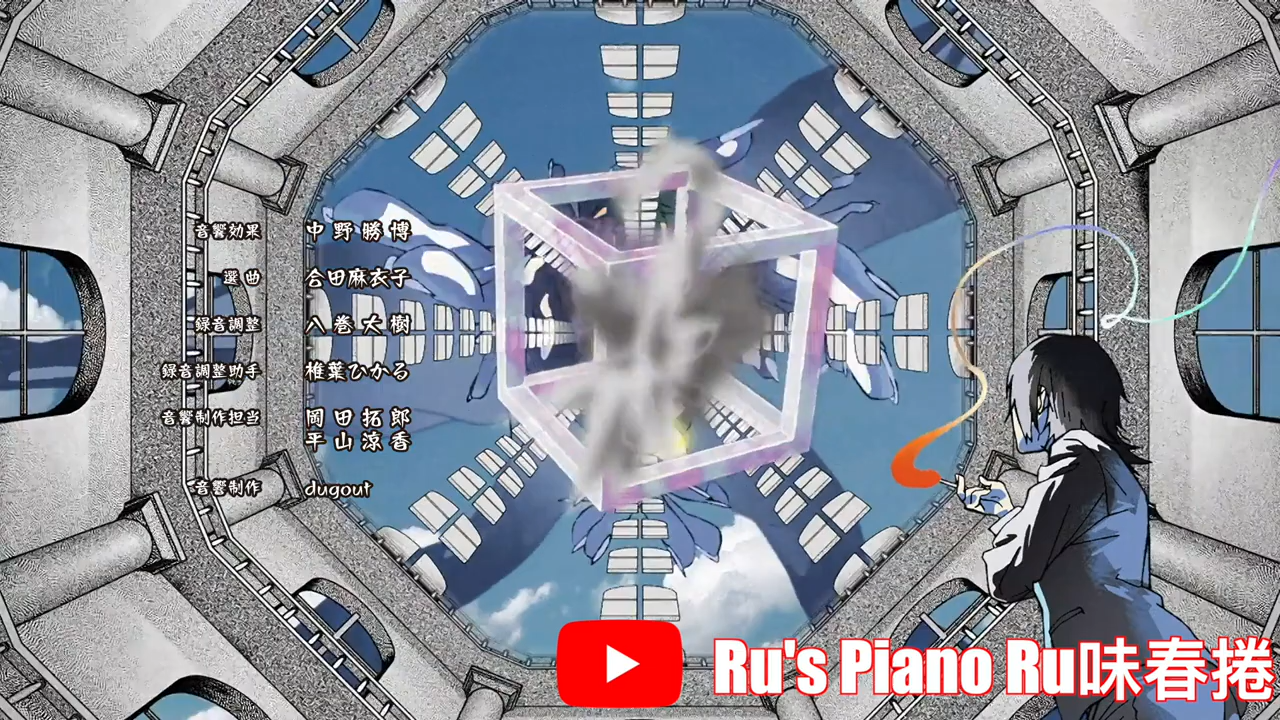 音響効果 中野勝博
選曲 合田麻衣子
録音調整 八巻大樹
録音調整助手 椎葉ひかる
音響制作担当 岡田拓郎
平山涼香
音響制作 dugout
Ru's Piano Ru味春捲